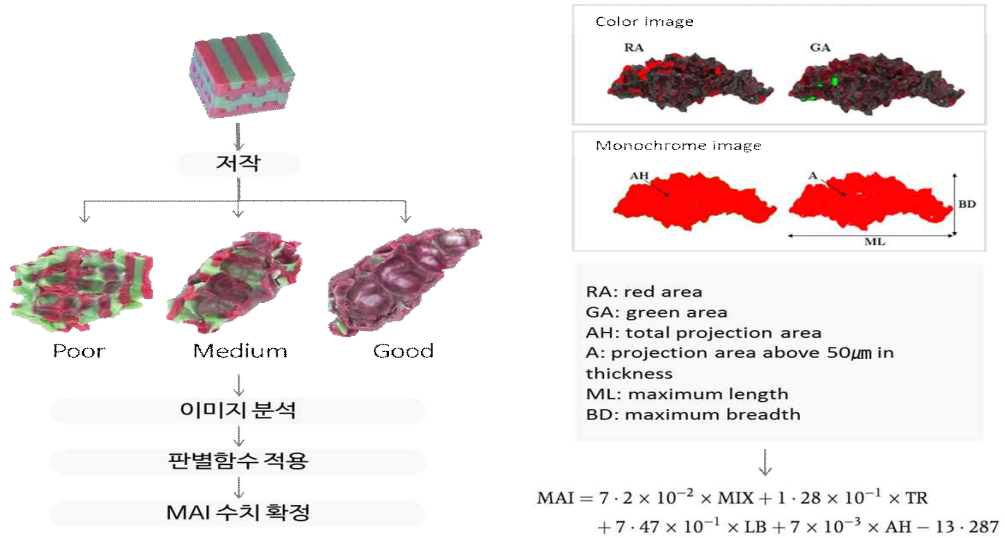 저작
Poor
Medium
Good
이미지 분석
판별함수 적용
MAI 수치 확정
Color image
RA
GA
Monochrome image
AH
A
BD
ML
RA: red area
GA: green area
AH: total projection area
A: projection area above 50㎛ in
thickness
ML: maximum length
BD: maximum breadth
MAI = 7·2 × 10⁻² × MIX + 1·28 × 10⁻¹ × TR
+ 7·47 × 10⁻¹ × LB + 7 × 10⁻³ × AH − 13·287